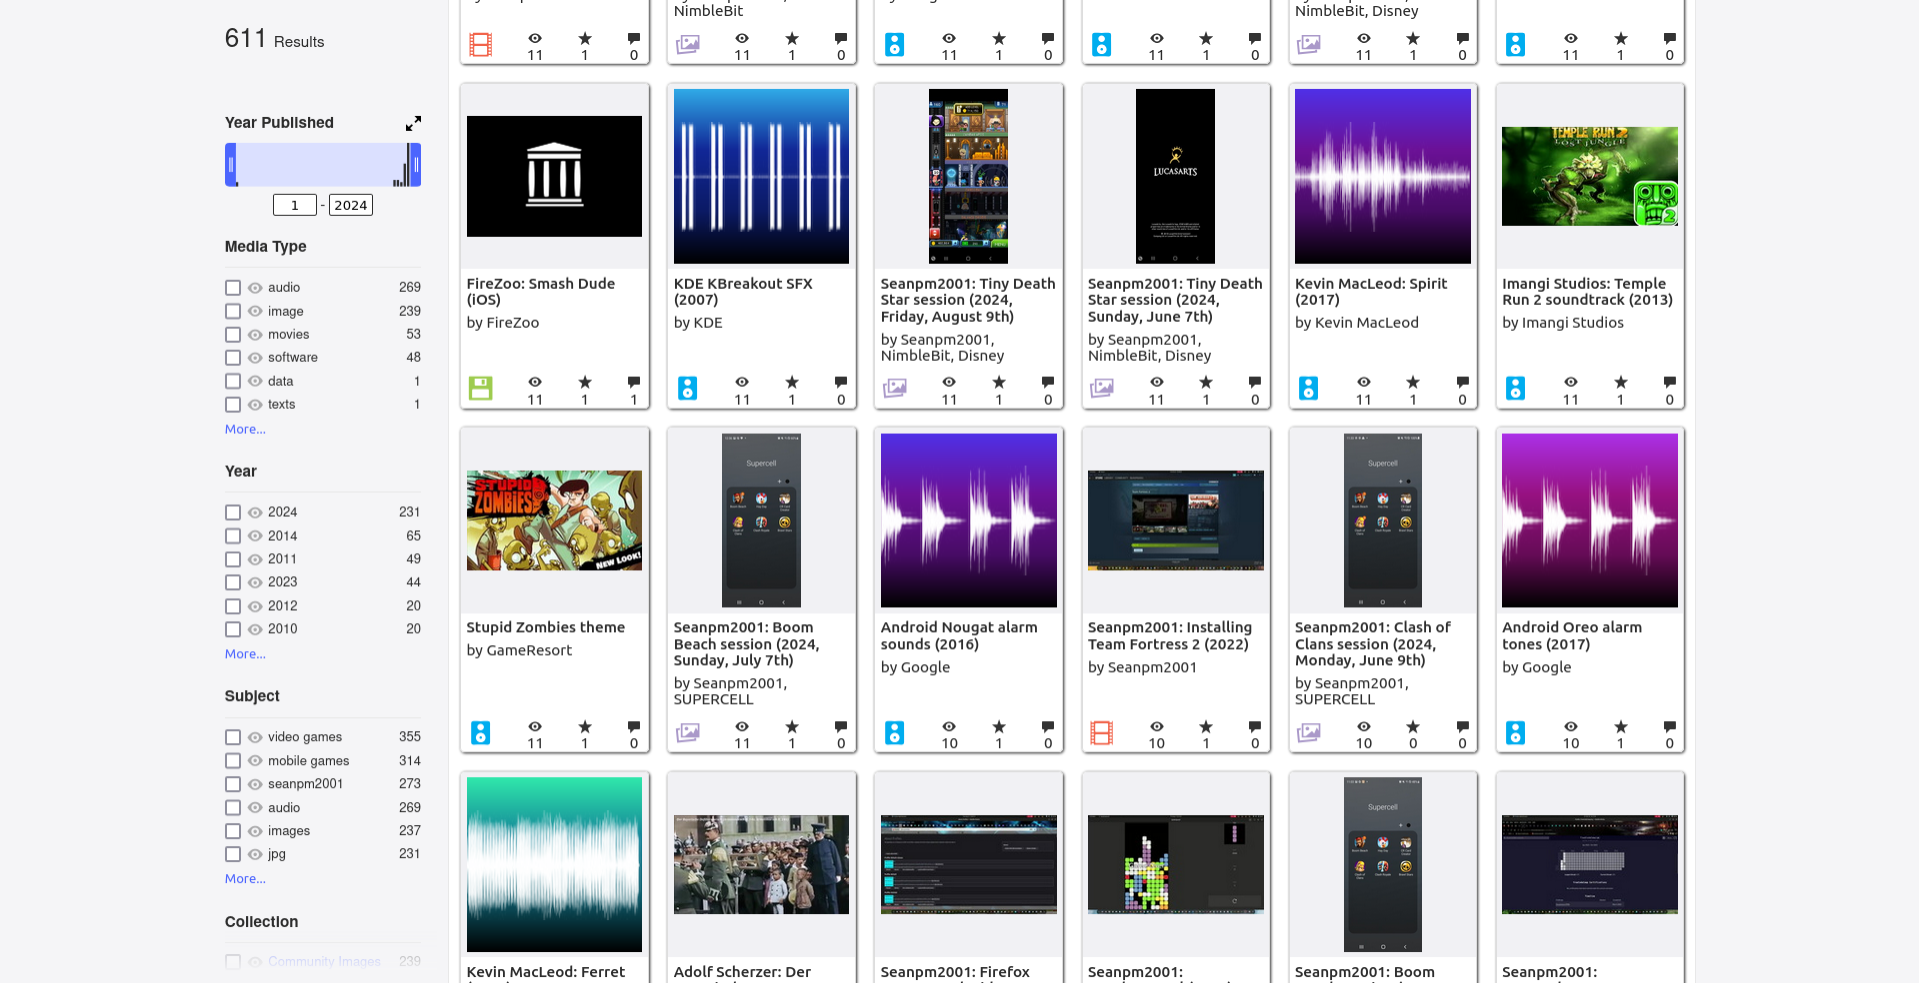 611 Results
Year Published
1 - 2024
Media Type
audio 269
image 239
movies 53
software 48
data 1
texts 1
More...
Year
2024 231
2014 65
2011 49
2023 44
2012 20
2010 20
More...
Subject
video games 355
mobile games 314
seanpm2001 273
audio 269
images 237
jpg 231
More...
Collection
Community Images 239
NimbleBit
NimbleBit, Disney
11 1 0
11 1 0
11 1 0
11 1 0
11 1 0
11 1 0
FireZoo: Smash Dude
(iOS)
by FireZoo
11 1 1
KDE KBreakout SFX
(2007)
by KDE
11 1 0
Seanpm2001: Tiny Death
Star session (2024,
Friday, August 9th)
by Seanpm2001,
NimbleBit, Disney
11 1 0
LUCASARTS
Seanpm2001: Tiny Death
Star session (2024,
Sunday, June 7th)
by Seanpm2001,
NimbleBit, Disney
11 1 0
Kevin MacLeod: Spirit
(2017)
by Kevin MacLeod
11 1 0
TEMPLE RUN 2
LOST JUNGLE
2
Imangi Studios: Temple
Run 2 soundtrack (2013)
by Imangi Studios
11 1 0
STUPID
ZOMBIES
NEW LOOK!
Stupid Zombies theme
by GameResort
11 1 0
Supercell
Seanpm2001: Boom
Beach session (2024,
Sunday, July 7th)
by Seanpm2001,
SUPERCELL
11 1 0
Android Nougat alarm
sounds (2016)
by Google
10 1 0
Seanpm2001: Installing
Team Fortress 2 (2022)
by Seanpm2001
10 1 0
Supercell
Seanpm2001: Clash of
Clans session (2024,
Monday, June 9th)
by Seanpm2001,
SUPERCELL
10 0 0
Android Oreo alarm
tones (2017)
by Google
10 1 0
Kevin MacLeod: Ferret
Adolf Scherzer: Der
Seanpm2001: Firefox
Seanpm2001:
Supercell
Seanpm2001: Boom
Seanpm2001: